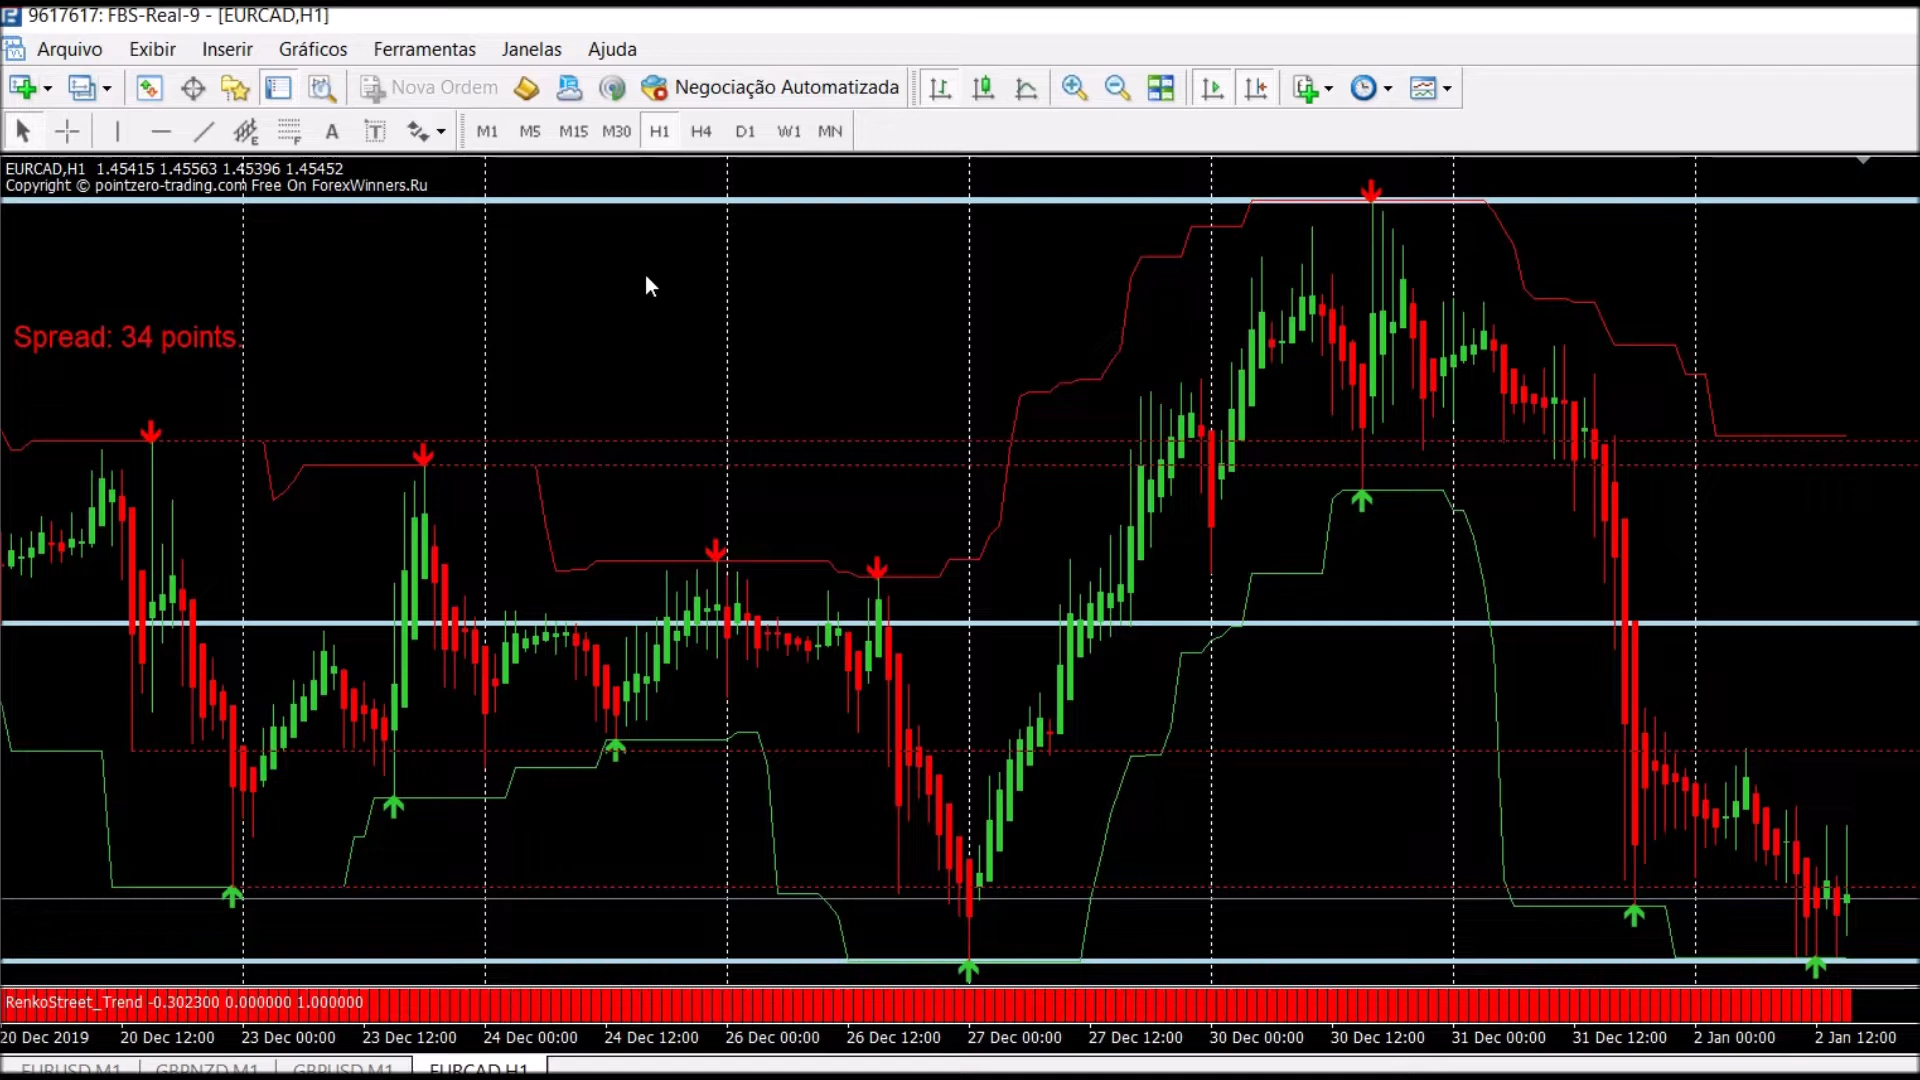 9617617: FBS-Real-9 - [EURCAD,H1]
Arquivo Exibir Inserir Gráficos Ferramentas Janelas Ajuda
Nova Ordem Negociação Automatizada
A T M1 M5 M15 M30 H1 H4 D1 W1 MN
EURCAD,H1 1.45415 1.45563 1.45396 1.45452
Copyright © pointzero-trading.com Free On ForexWinners.Ru
Spread: 34 points.
RenkoStreet_Trend -0.302300 0.000000 1.000000
20 Dec 2019 20 Dec 12:00 23 Dec 00:00 23 Dec 12:00 24 Dec 00:00 24 Dec 12:00 26 Dec 00:00 26 Dec 12:00 27 Dec 00:00 27 Dec 12:00 30 Dec 00:00 30 Dec 12:00 31 Dec 00:00 31 Dec 12:00 2 Jan 00:00 2 Jan 12:00
EURUSD,M1 GBPNZD,M1 GBPUSD,M1 EURCAD,H1